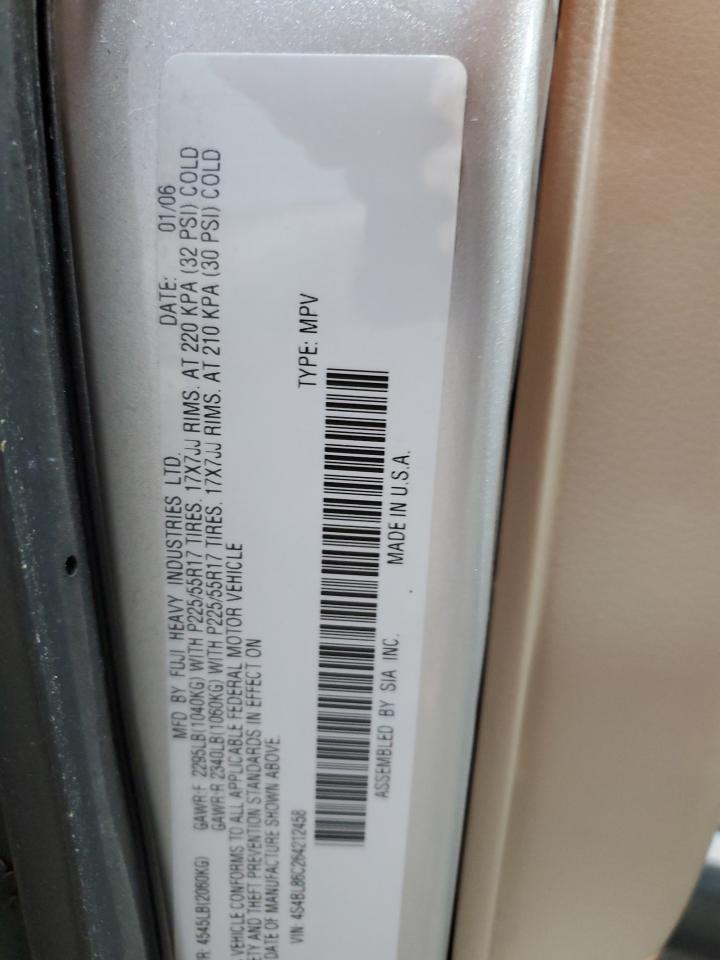 MFD BY FUJI HEAVY INDUSTRIES LTD. DATE: 01/06
R: 4545LB(2060KG) GAWR:F 2295LB(1040KG) WITH P225/55R17 TIRES. 17X7JJ RIMS. AT 220 KPA (32 PSI) COLD
GAWR:R 2340LB(1060KG) WITH P225/55R17 TIRES. 17X7JJ RIMS. AT 210 KPA (30 PSI) COLD
VEHICLE CONFORMS TO ALL APPLICABLE FEDERAL MOTOR VEHICLE
ETY AND THEFT PREVENTION STANDARDS IN EFFECT ON
DATE OF MANUFACTURE SHOWN ABOVE.
VIN: 4S4BL86C264212458 TYPE: MPV
ASSEMBLED BY SIA INC. MADE IN U.S.A.